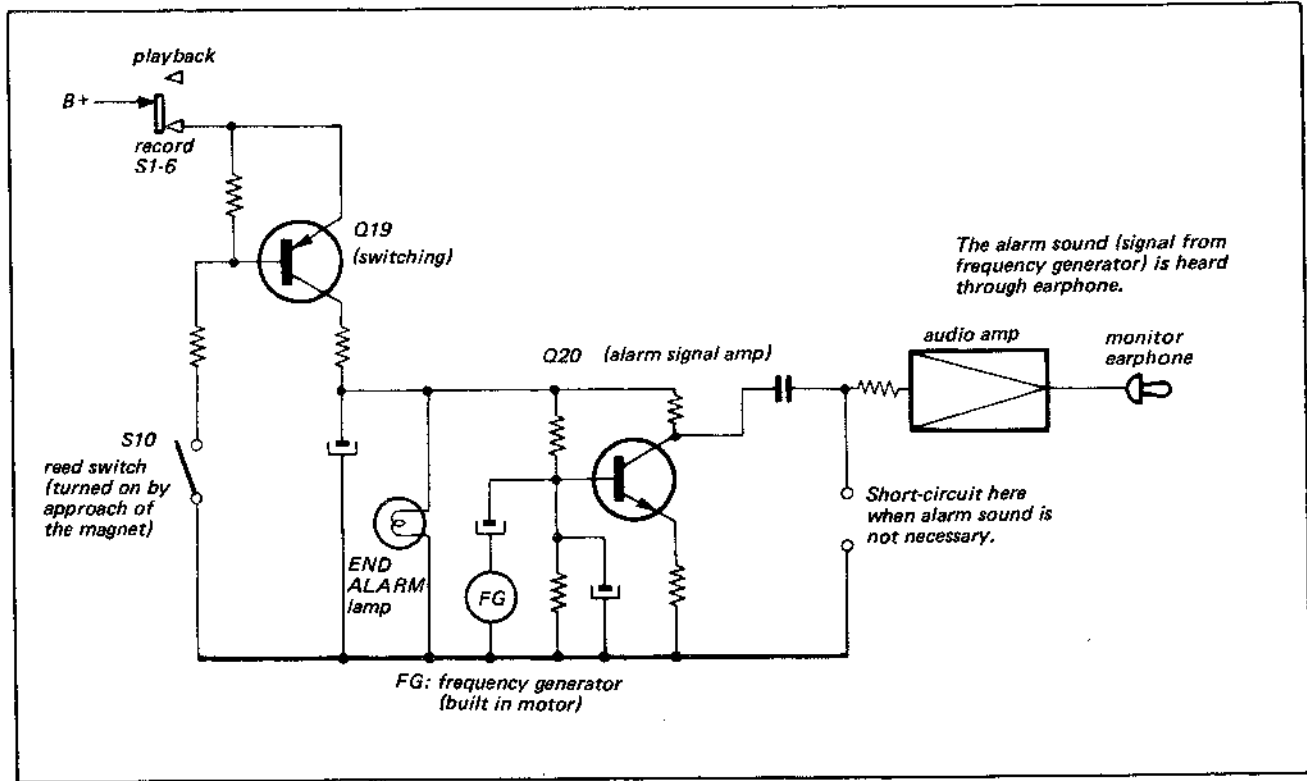 playback
B+
record
S1-6
Q19
(switching)
The alarm sound (signal from
frequency generator) is heard
through earphone.
audio amp
monitor
earphone
Q20 (alarm signal amp)
S10
reed switch
(turned on by
approach of
the magnet)
Short-circuit here
when alarm sound is
not necessary.
END
ALARM
lamp
FG
FG: frequency generator
(built in motor)